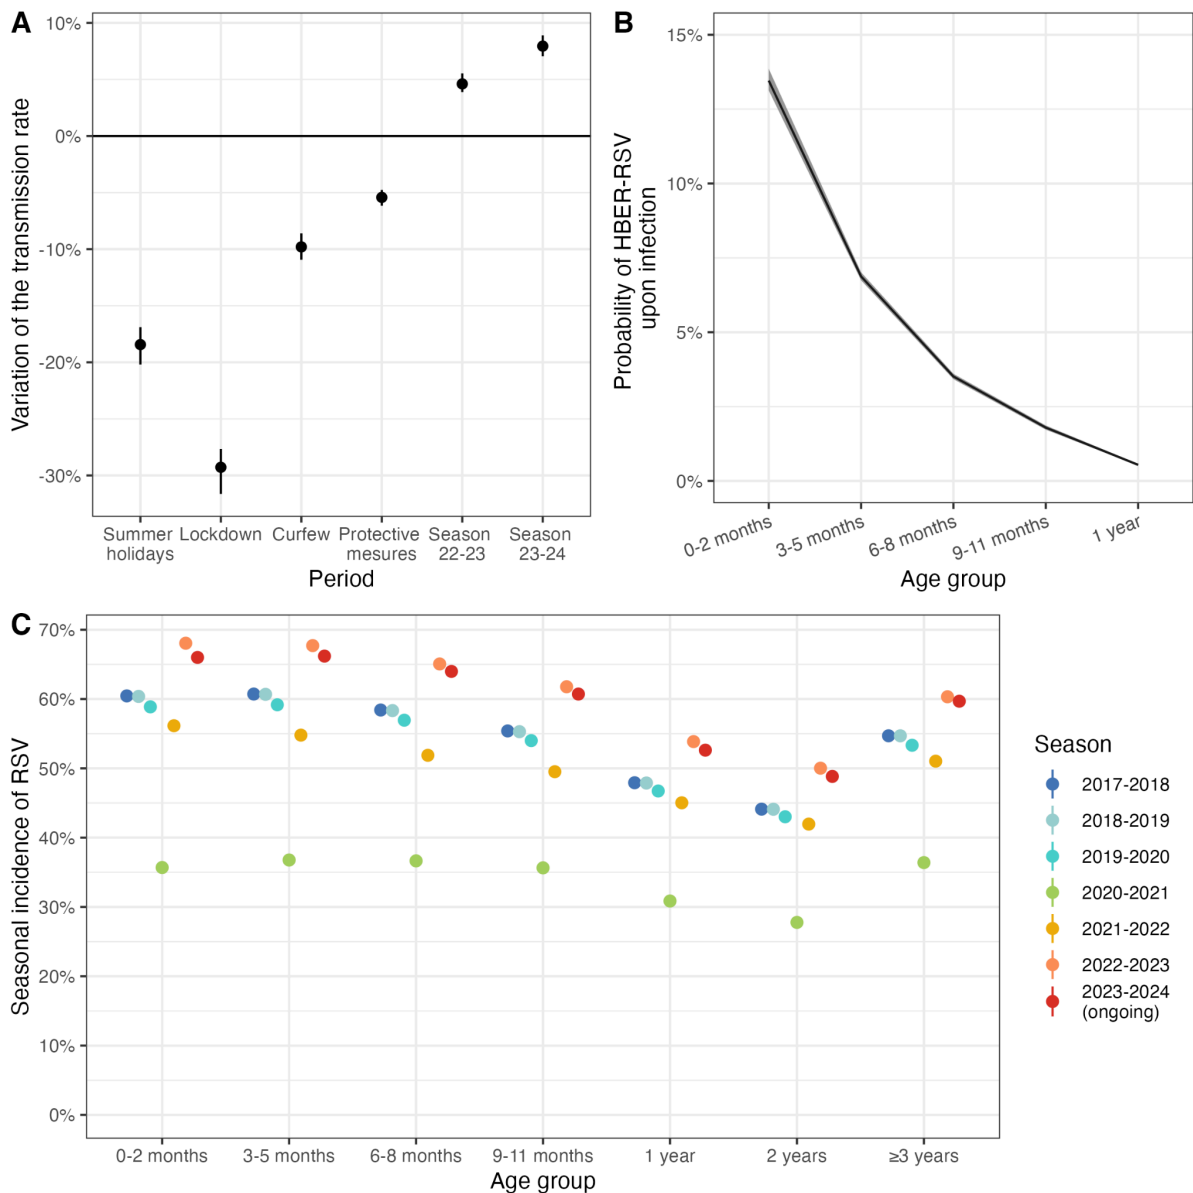 A
Variation of the transmission rate
10%
0%
-10%
-20%
-30%
Summer
holidays
Lockdown
Curfew
Protective
mesures
Season
22-23
Season
23-24
Period
B
Probability of HBER-RSV
upon infection
15%
10%
5%
0%
0-2 months
3-5 months
6-8 months
9-11 months
1 year
Age group
C
Seasonal incidence of RSV
70%
60%
50%
40%
30%
20%
10%
0%
0-2 months
3-5 months
6-8 months
9-11 months
1 year
2 years
≥3 years
Age group
Season
2017-2018
2018-2019
2019-2020
2020-2021
2021-2022
2022-2023
2023-2024
(ongoing)